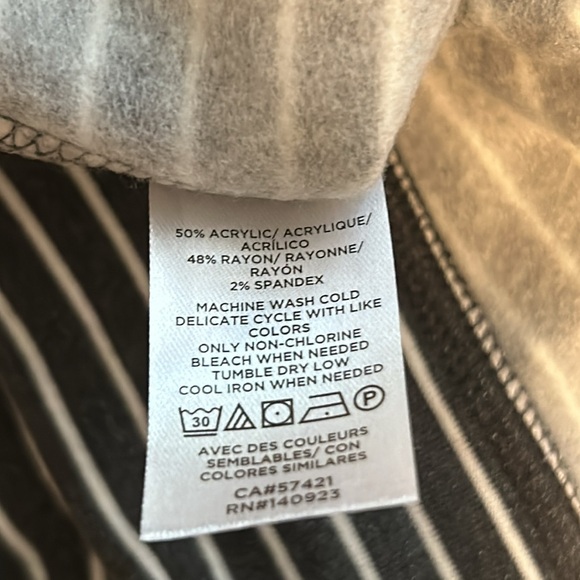 50% ACRYLIC/ ACRYLIQUE/
ACRÍLICO
48% RAYON/ RAYONNE/
RAYÓN
2% SPANDEX
MACHINE WASH COLD
DELICATE CYCLE WITH LIKE
COLORS
ONLY NON-CHLORINE
BLEACH WHEN NEEDED
TUMBLE DRY LOW
COOL IRON WHEN NEEDED
30 P
AVEC DES COULEURS
SEMBLABLES/ CON
COLORES SIMILARES
CA#57421
RN#140923